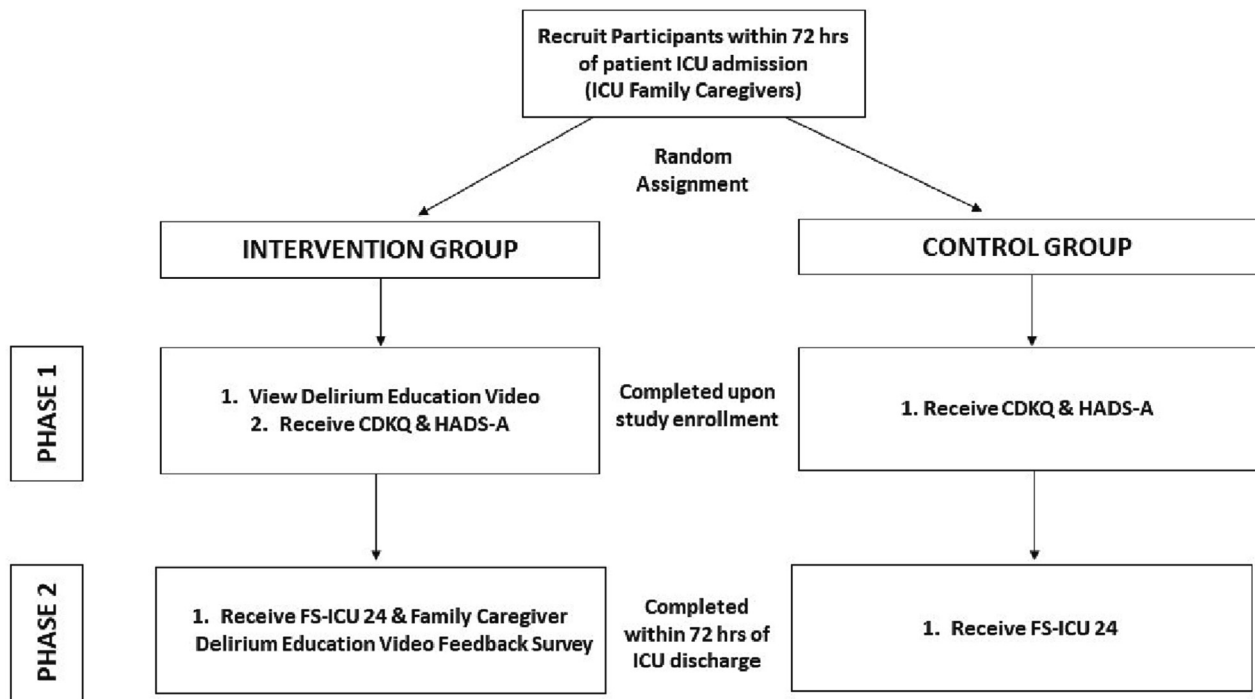 Recruit Participants within 72 hrs
of patient ICU admission
(ICU Family Caregivers)
Random
Assignment
INTERVENTION GROUP
CONTROL GROUP
PHASE 1
1. View Delirium Education Video
2. Receive CDKQ & HADS-A
Completed upon
study enrollment
1. Receive CDKQ & HADS-A
PHASE 2
1. Receive FS-ICU 24 & Family Caregiver
Delirium Education Video Feedback Survey
Completed
within 72 hrs of
ICU discharge
1. Receive FS-ICU 24